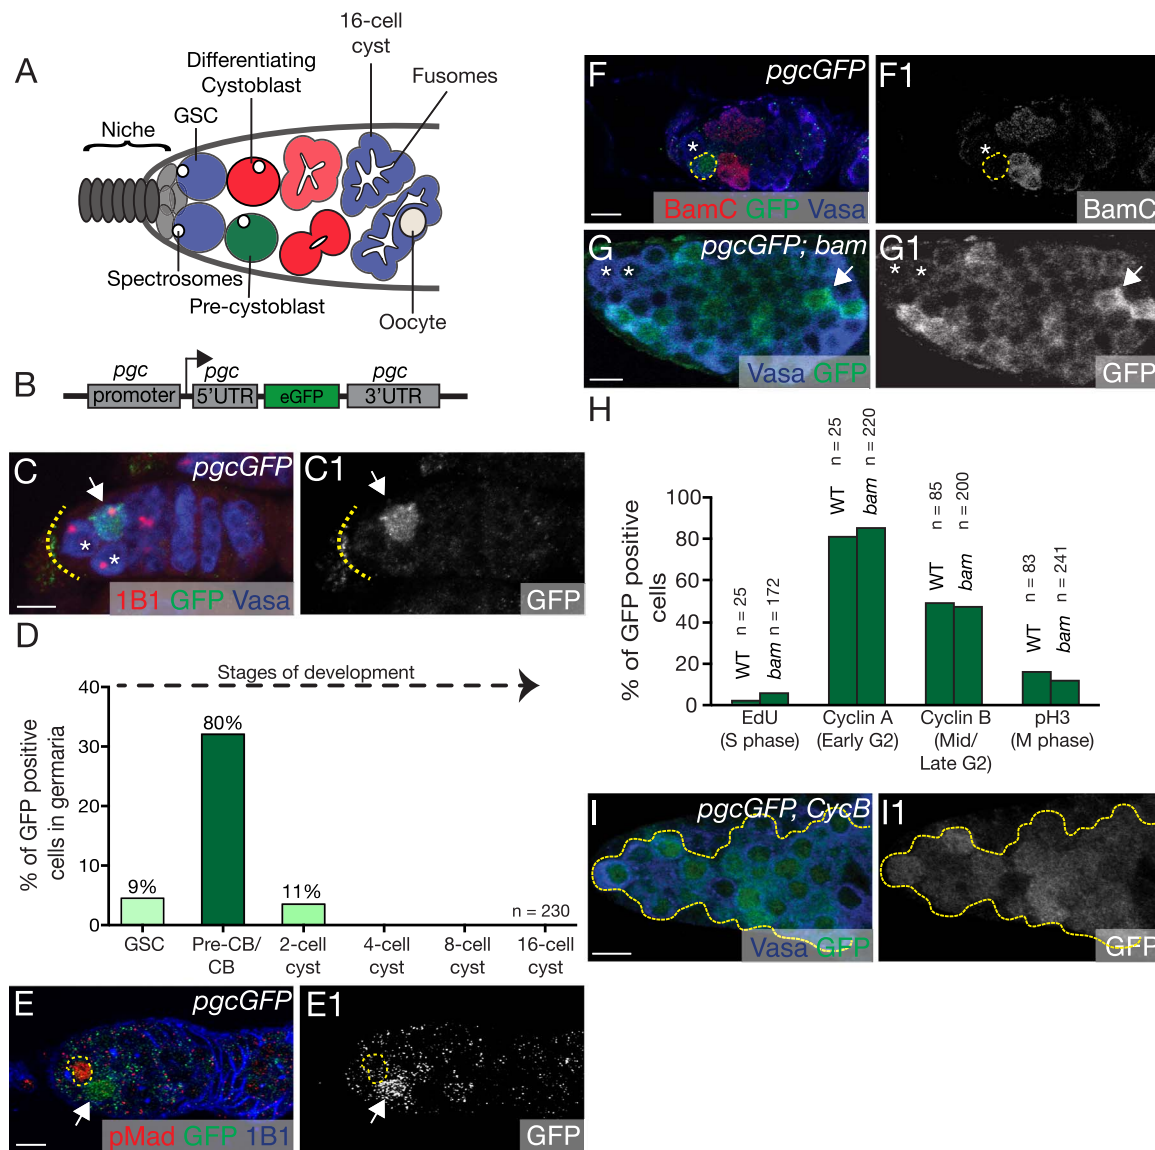 A
16-cell
cyst
Differentiating
Cystoblast
Fusomes
GSC
Niche
Spectrosomes
Pre-cystoblast
Oocyte
B
pgc
pgc
pgc
promoter
5'UTR
eGFP
3'UTR
C
pgcGFP
*
*
1B1 GFP Vasa
C1
GFP
D
Stages of development
% of GFP positive
cells in germaria
40
30
20
10
0
9%
80%
11%
n = 230
GSC
Pre-CB/
CB
2-cell
cyst
4-cell
cyst
8-cell
cyst
16-cell
cyst
E
pgcGFP
pMad GFP 1B1
E1
GFP
F
pgcGFP
*
BamC GFP Vasa
F1
*
BamC
G
pgcGFP; bam
* *
Vasa GFP
G1
* *
GFP
H
% of GFP positive
cells
100
80
60
40
20
0
WT n = 25
bam n = 172
WT n = 25
bam n = 220
WT n = 85
bam n = 200
WT n = 83
bam n = 241
EdU
(S phase)
Cyclin A
(Early G2)
Cyclin B
(Mid/
Late G2)
pH3
(M phase)
I
pgcGFP, CycB
Vasa GFP
I1
GFP